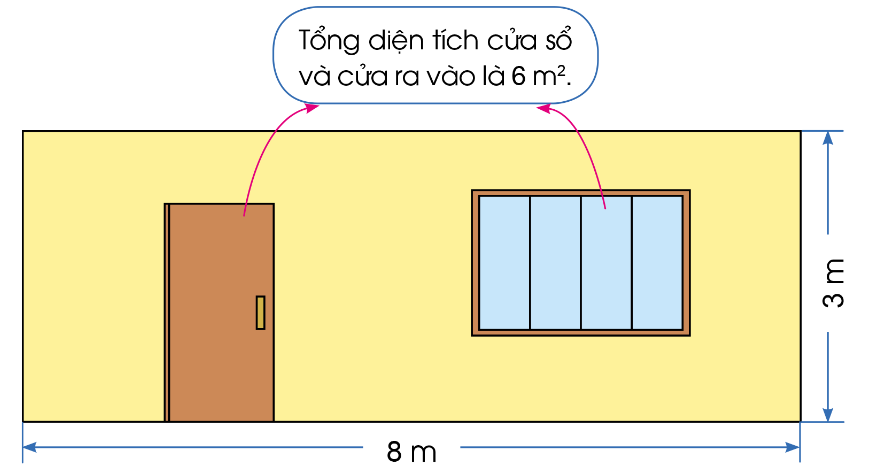 Tổng diện tích cửa sổ
và cửa ra vào là 6 m².
3 m
8 m